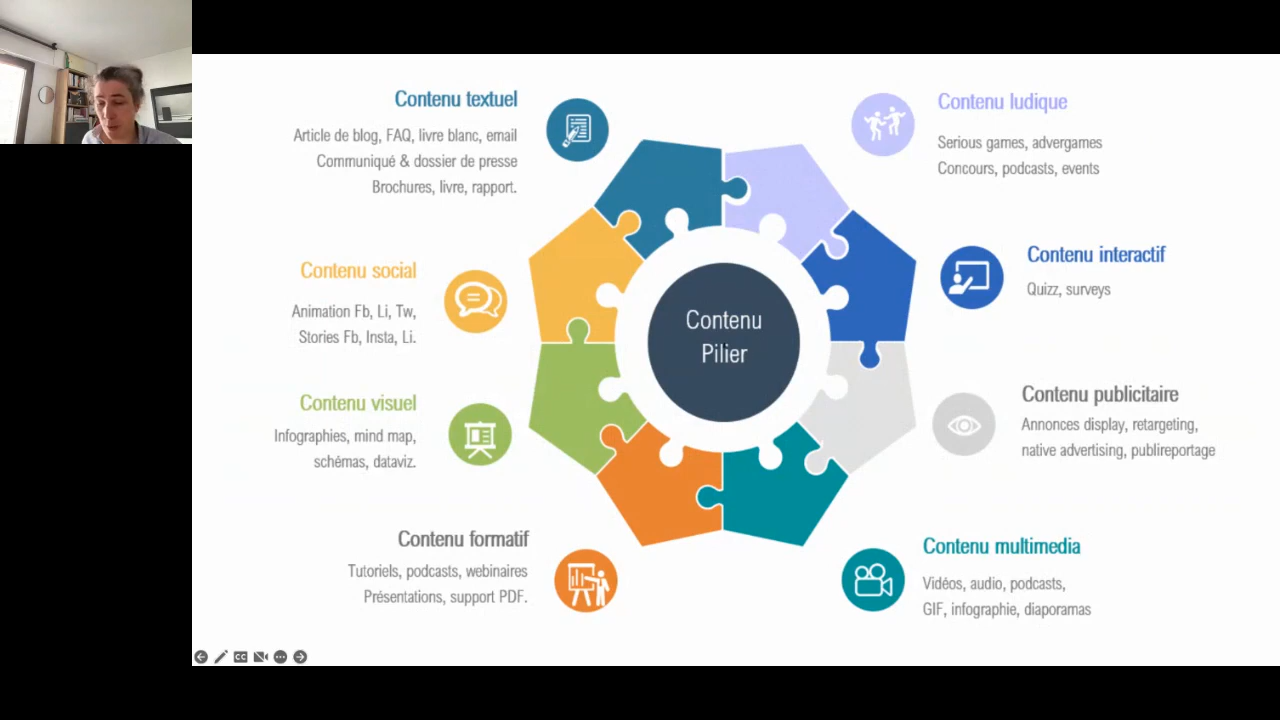 Contenu textuel
Article de blog, FAQ, livre blanc, email
Communiqué & dossier de presse
Brochures, livre, rapport.
Contenu social
Animation Fb, Li, Tw,
Stories Fb, Insta, Li.
Contenu visuel
Infographies, mind map,
schémas, dataviz.
Contenu formatif
Tutoriels, podcasts, webinaires
Présentations, support PDF.
Contenu
Pilier
Contenu ludique
Serious games, advergames
Concours, podcasts, events
Contenu interactif
Quizz, surveys
Contenu publicitaire
Annonces display, retargeting,
native advertising, publireportage
Contenu multimedia
Vidéos, audio, podcasts,
GIF, infographie, diaporamas
CC